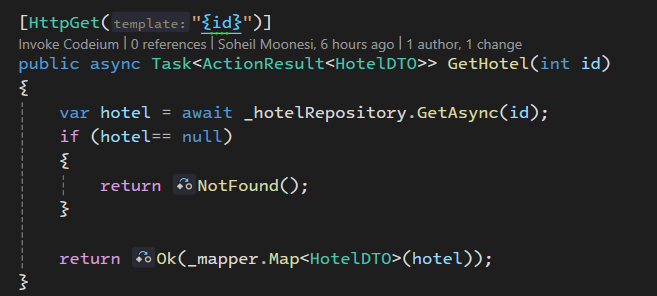 [HttpGet(template:"{id}")]
Invoke Codeium | 0 references | Soheil Moonesi, 6 hours ago | 1 author, 1 change
public async Task<ActionResult<HotelDTO>> GetHotel(int id)
{
var hotel = await _hotelRepository.GetAsync(id);
if (hotel== null)
{
return NotFound();
}
return Ok(_mapper.Map<HotelDTO>(hotel));
}